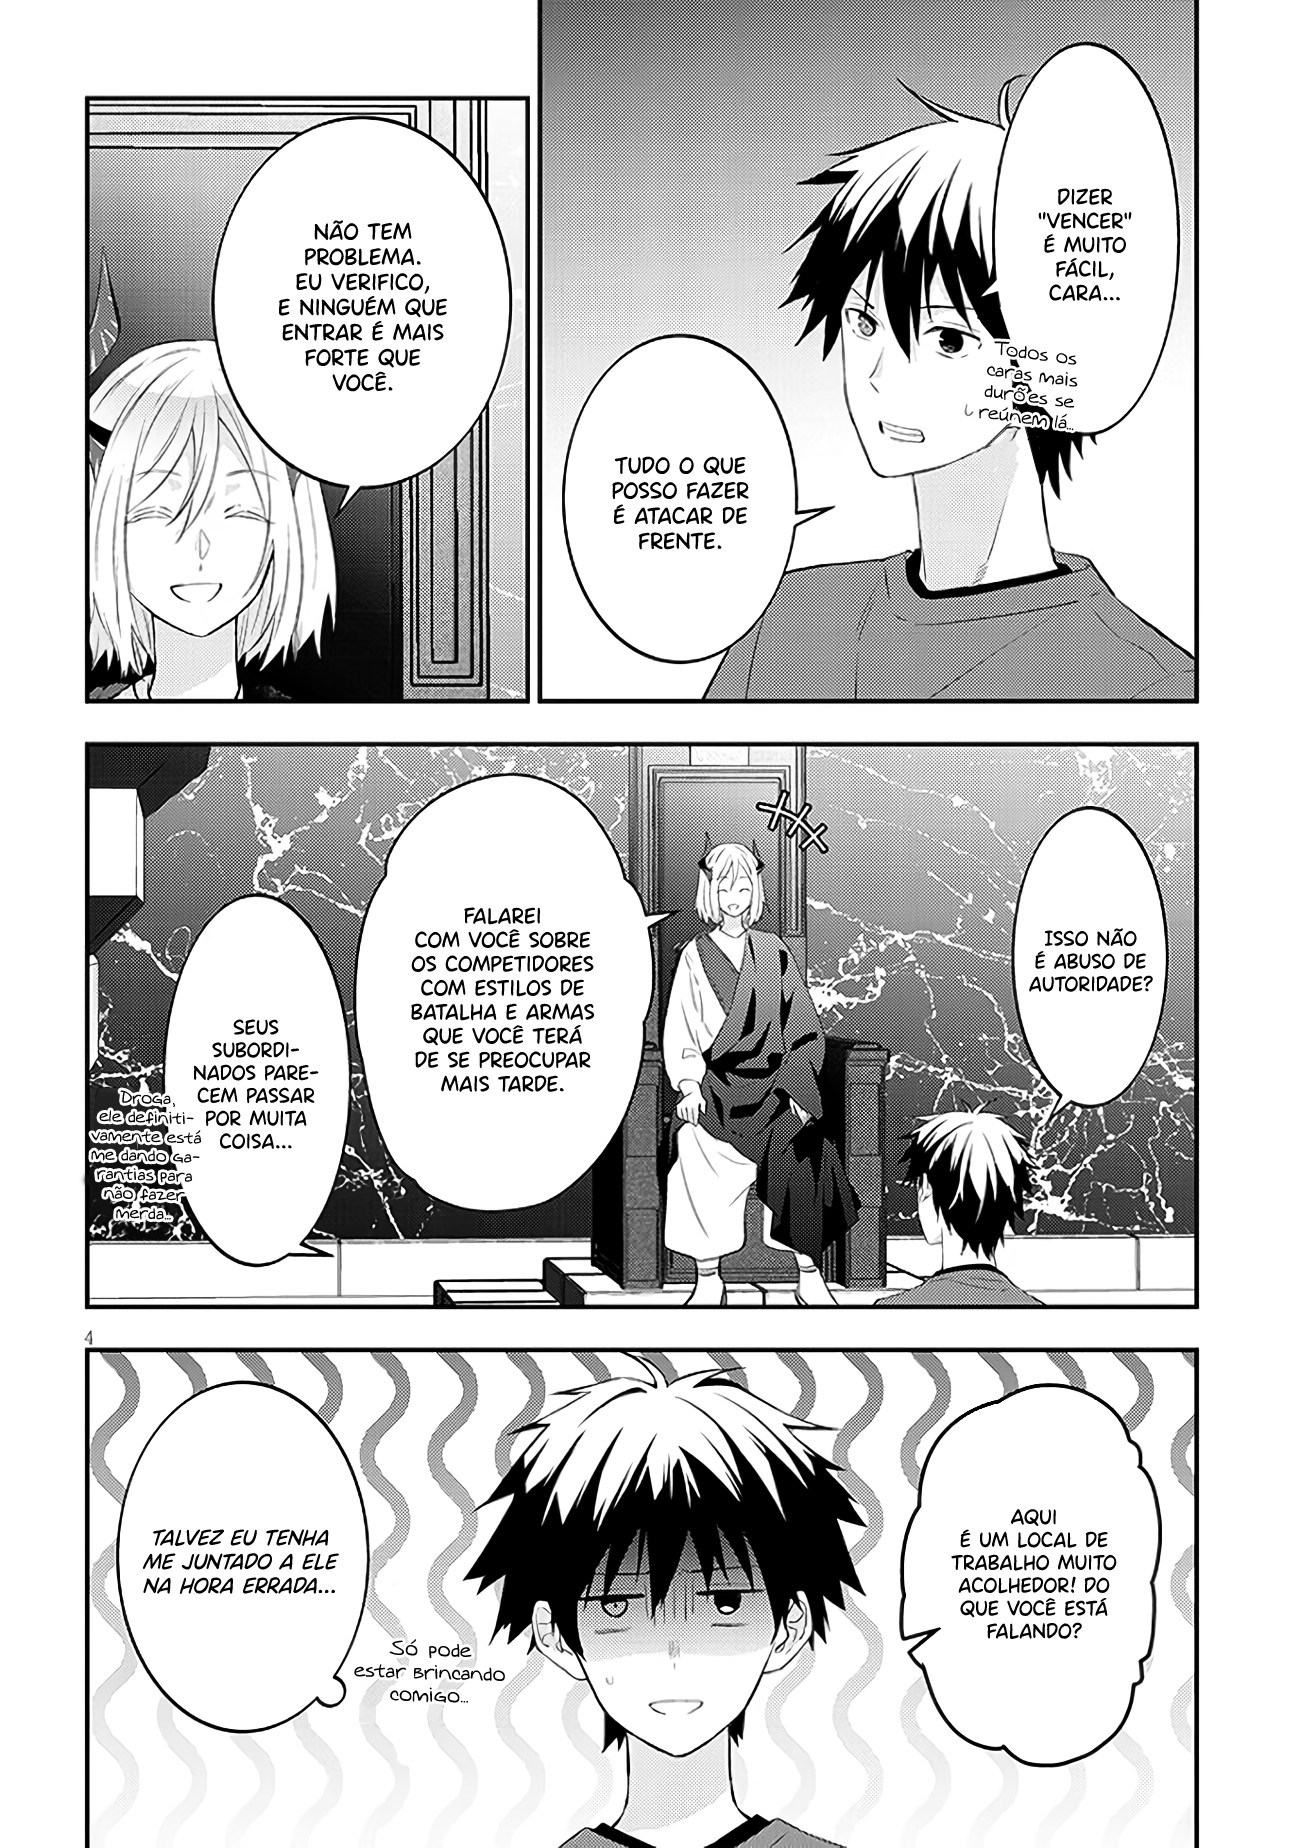 DIZER
"VENCER"
É MUITO
FÁCIL,
CARA...
Todos os
caras mais
durões se
reúnem lá...
TUDO O QUE
POSSO FAZER
É ATACAR DE
FRENTE.
NÃO TEM
PROBLEMA.
EU VERIFICO,
E NINGUÉM QUE
ENTRAR É MAIS
FORTE QUE
VOCÊ.
ISSO NÃO
É ABUSO DE
AUTORIDADE?
FALAREI
COM VOCÊ SOBRE
OS COMPETIDORES
COM ESTILOS DE
BATALHA E ARMAS
QUE VOCÊ TERÁ
DE SE PREOCUPAR
MAIS TARDE.
SEUS
SUBORDI-
NADOS PARE-
CEM PASSAR
POR MUITA
COISA...
Droga,
ele definiti-
vamente está
me dando ga-
rantias para
não fazer
merda...
4
AQUI
É UM LOCAL DE
TRABALHO MUITO
ACOLHEDOR! DO
QUE VOCÊ ESTÁ
FALANDO?
TALVEZ EU TENHA
ME JUNTADO A ELE
NA HORA ERRADA...
Só pode
estar brincando
comigo...